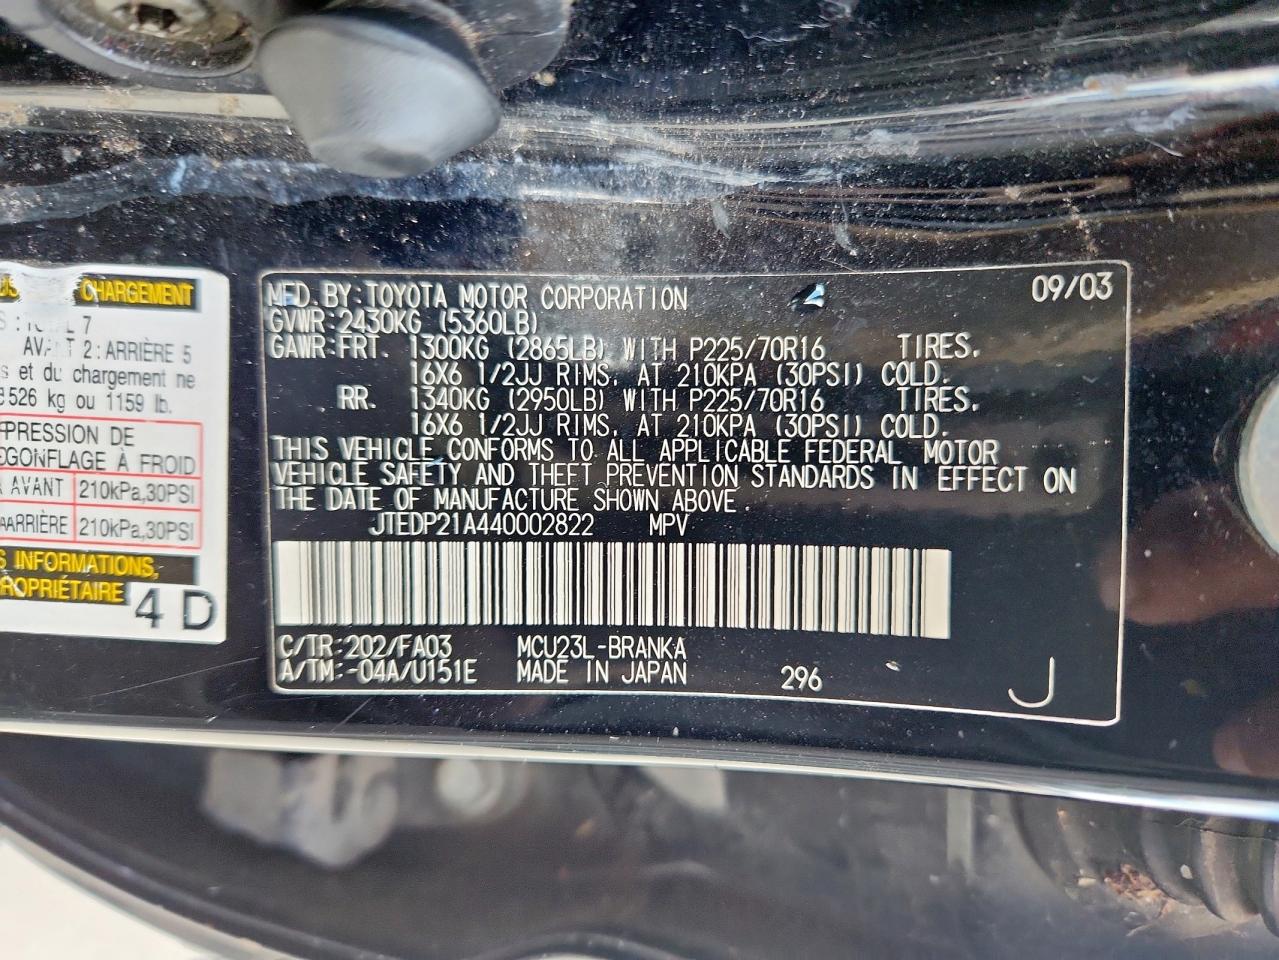 CHARGEMENT
7
2: ARRIÈRE 5
et du chargement ne
526 kg ou 1159 lb.
PRESSION DE
GONFLAGE À FROID
AVANT 210kPa,30PSI
ARRIÈRE 210kPa,30PSI
INFORMATIONS,
4 D
MFD. BY: TOYOTA MOTOR CORPORATION 09/03
GVWR: 2430KG (5360LB)
GAWR: FRT. 1300KG (2865LB) WITH P225/70R16 TIRES,
16X6 1/2JJ RIMS, AT 210KPA (30PSI) COLD.
RR. 1340KG (2950LB) WITH P225/70R16 TIRES,
16X6 1/2JJ RIMS, AT 210KPA (30PSI) COLD.
THIS VEHICLE CONFORMS TO ALL APPLICABLE FEDERAL MOTOR
VEHICLE SAFETY AND THEFT PREVENTION STANDARDS IN EFFECT ON
THE DATE OF MANUFACTURE SHOWN ABOVE.
JTEDP21A440002822 MPV
C/TR: 202/FA03 MCU23L-BRANKA
A/TM: -04A/U151E MADE IN JAPAN 296 J